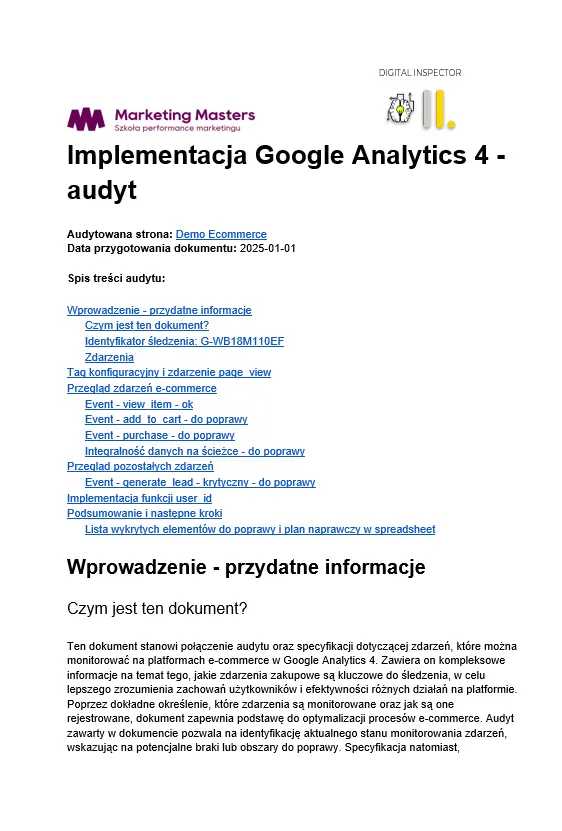 DIGITAL INSPECTOR
Marketing Masters
Szkoła performance marketingu
Implementacja Google Analytics 4 -
audyt
Audytowana strona: Demo Ecommerce
Data przygotowania dokumentu: 2025-01-01
Spis treści audytu:
Wprowadzenie - przydatne informacje
Czym jest ten dokument?
Identyfikator śledzenia: G-WB18M110EF
Zdarzenia
Tag konfiguracyjny i zdarzenie page_view
Przegląd zdarzeń e-commerce
Event - view_item - ok
Event - add_to_cart - do poprawy
Event - purchase - do poprawy
Integralność danych na ścieżce - do poprawy
Przegląd pozostałych zdarzeń
Event - generate_lead - krytyczny - do poprawy
Implementacja funkcji user_id
Podsumowanie i następne kroki
Lista wykrytych elementów do poprawy i plan naprawczy w spreadsheet
Wprowadzenie - przydatne informacje
Czym jest ten dokument?
Ten dokument stanowi połączenie audytu oraz specyfikacji dotyczącej zdarzeń, które można
monitorować na platformach e-commerce w Google Analytics 4. Zawiera on kompleksowe
informacje na temat tego, jakie zdarzenia zakupowe są kluczowe do śledzenia, w celu
lepszego zrozumienia zachowań użytkowników i efektywności różnych działań na platformie.
Poprzez dokładne określenie, które zdarzenia są monitorowane oraz jak są one
rejestrowane, dokument zapewnia podstawę do optymalizacji procesów e-commerce. Audyt
zawarty w dokumencie pozwala na identyfikację aktualnego stanu monitorowania zdarzeń,
wskazując na potencjalne braki lub obszary do poprawy. Specyfikacja natomiast,